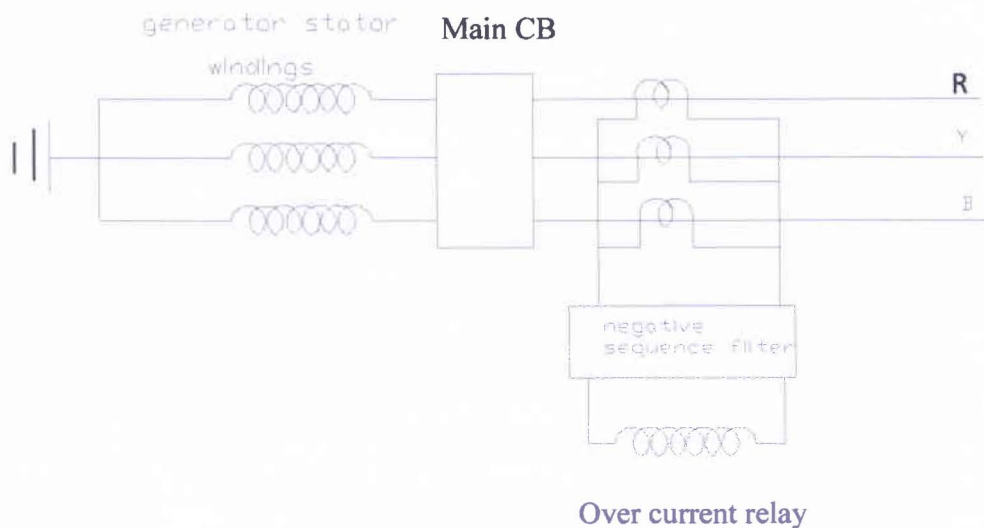 generator stator
windings
Main CB
R
Y
B
negative
sequence filter
Over current relay